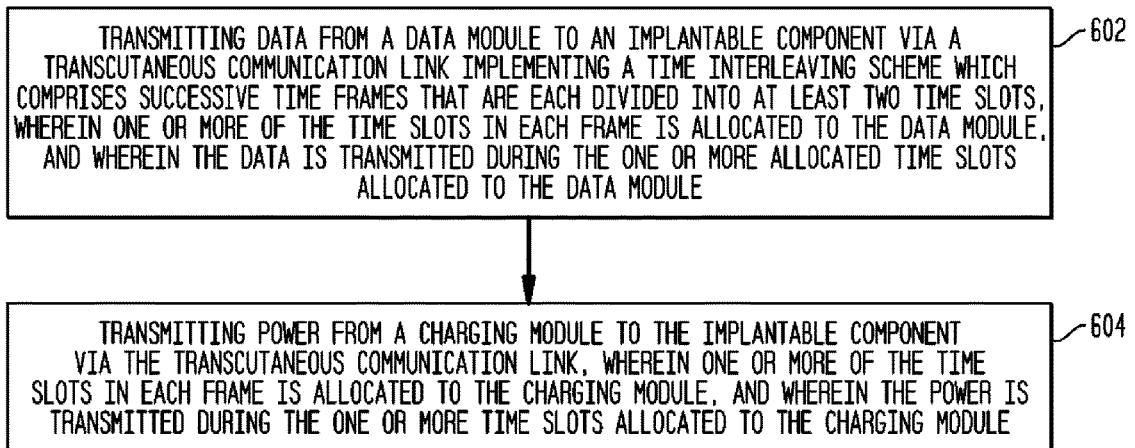 TRANSMITTING DATA FROM A DATA MODULE TO AN IMPLANTABLE COMPONENT VIA A
TRANSCUTANEOUS COMMUNICATION LINK IMPLEMENTING A TIME INTERLEAVING SCHEME WHICH
COMPRISES SUCCESSIVE TIME FRAMES THAT ARE EACH DIVIDED INTO AT LEAST TWO TIME SLOTS,
WHEREIN ONE OR MORE OF THE TIME SLOTS IN EACH FRAME IS ALLOCATED TO THE DATA MODULE,
AND WHEREIN THE DATA IS TRANSMITTED DURING THE ONE OR MORE ALLOCATED TIME SLOTS
ALLOCATED TO THE DATA MODULE
602
TRANSMITTING POWER FROM A CHARGING MODULE TO THE IMPLANTABLE COMPONENT
VIA THE TRANSCUTANEOUS COMMUNICATION LINK, WHEREIN ONE OR MORE OF THE TIME
SLOTS IN EACH FRAME IS ALLOCATED TO THE CHARGING MODULE, AND WHEREIN THE POWER IS
TRANSMITTED DURING THE ONE OR MORE TIME SLOTS ALLOCATED TO THE CHARGING MODULE
604